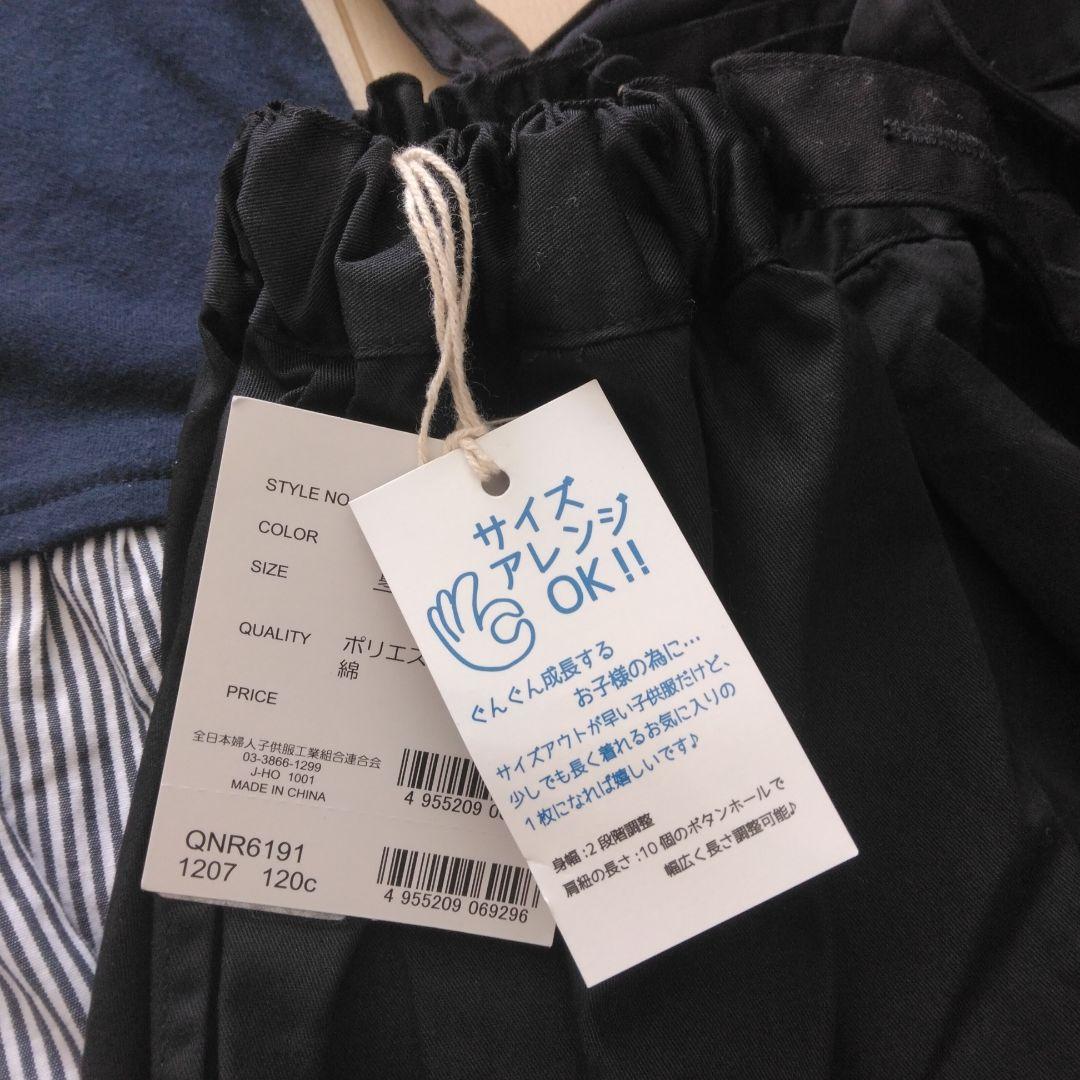 STYLE NO
COLOR
SIZE
QUALITY ポリエス
綿
PRICE
全日本婦人子供服工業組合連合会
03-3866-1299
J-HO 1001
MADE IN CHINA
4 955209 0
QNR6191
1207 120c
4 955209 069296
サイズ
アレンジ
OK!!
ぐんぐん成長する
お子様の為に…
サイズアウトが早い子供服だけど、
少しでも長く着れるお気に入りの
1枚になれば嬉しいです♪
身幅:2段階調整
肩紐の長さ:10個のボタンホールで
幅広く長さ調整可能♪